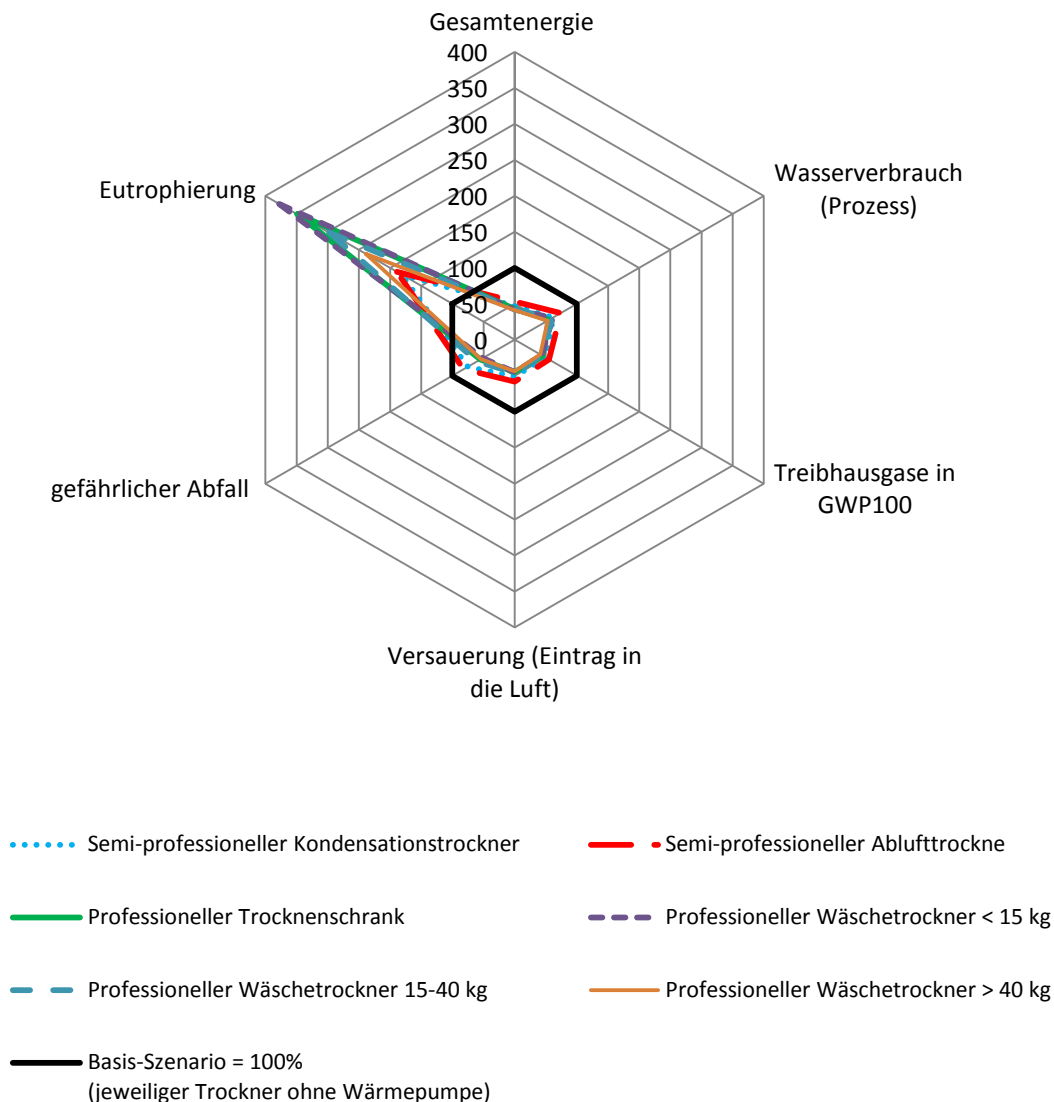 Gesamtenergie
400
350
300
250
200
150
100
50
0
Wasserverbrauch
(Prozess)
Treibhausgase in
GWP100
Versauerung (Eintrag in
die Luft)
gefährlicher Abfall
Eutrophierung
Semi-professioneller Kondensationstrockner
Semi-professioneller Ablufttrockne
Professioneller Trocknenschrank
Professioneller Wäschetrockner < 15 kg
Professioneller Wäschetrockner 15-40 kg
Professioneller Wäschetrockner > 40 kg
Basis-Szenario = 100%
(jeweiliger Trockner ohne Wärmepumpe)